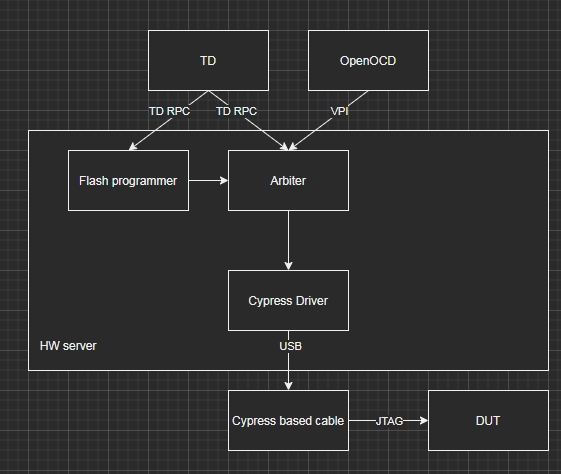 TD
OpenOCD
TD RPC
TD RPC
VPI
Flash programmer
Arbiter
Cypress Driver
HW server
USB
Cypress based cable
JTAG
DUT